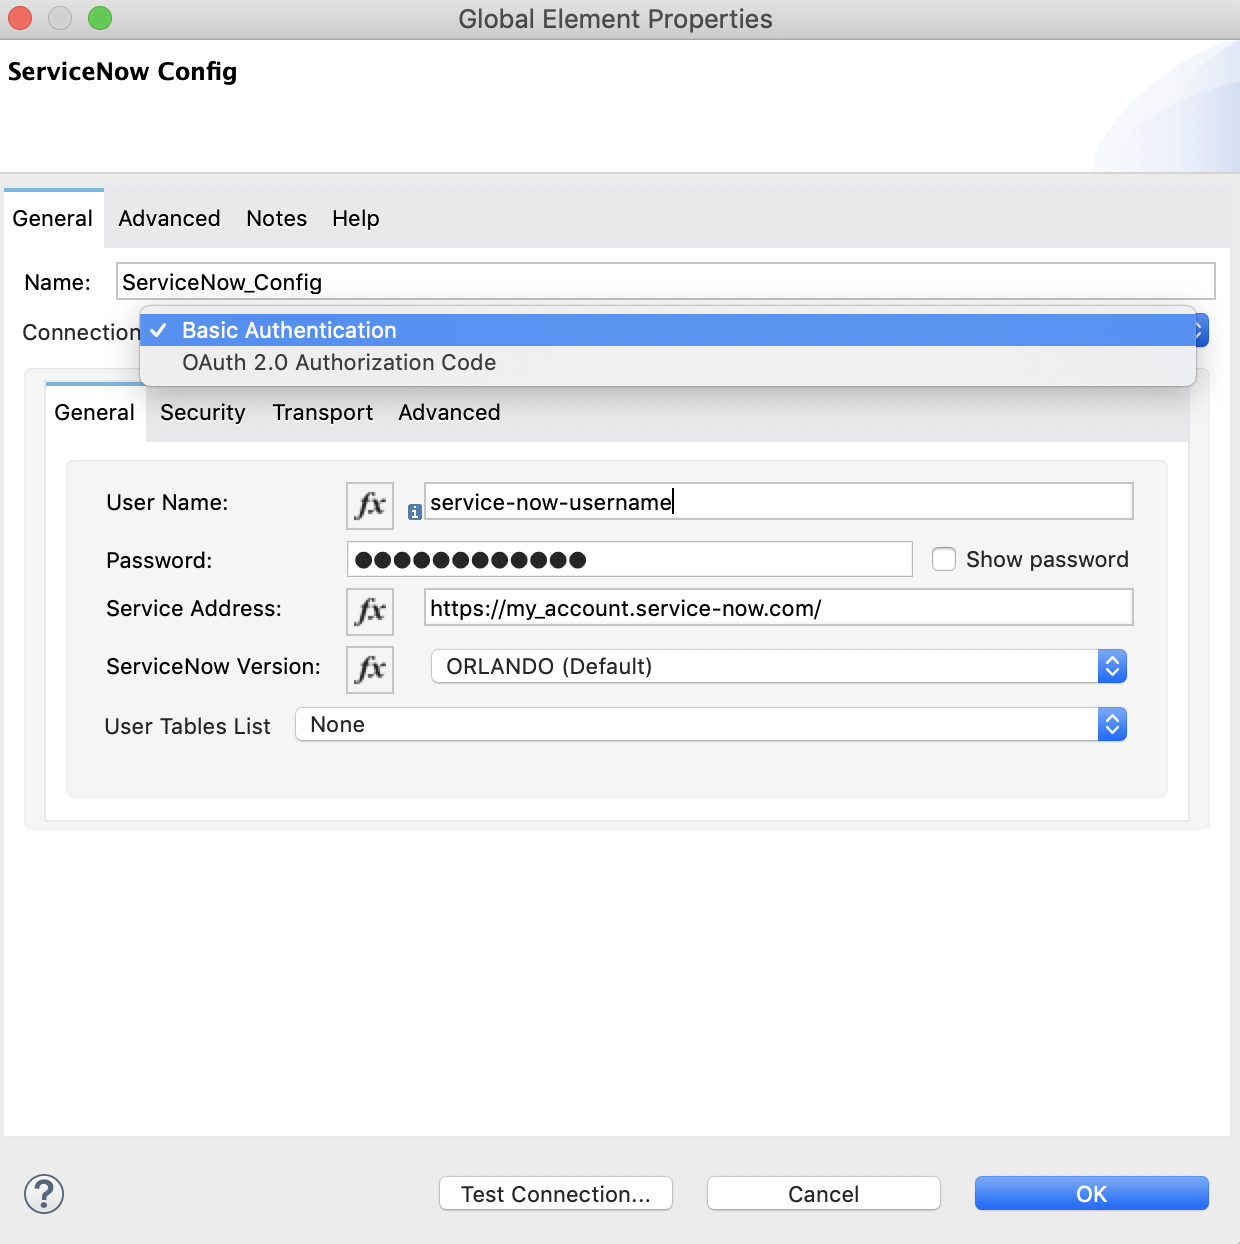 Global Element Properties
ServiceNow Config
General Advanced Notes Help
Name: ServiceNow_Config
Connection ✓ Basic Authentication
OAuth 2.0 Authorization Code
General Security Transport Advanced
User Name: fx i service-now-username
Password: ●●●●●●●●●●●● Show password
Service Address: fx https://my_account.service-now.com/
ServiceNow Version: fx ORLANDO (Default)
User Tables List None
? Test Connection... Cancel OK